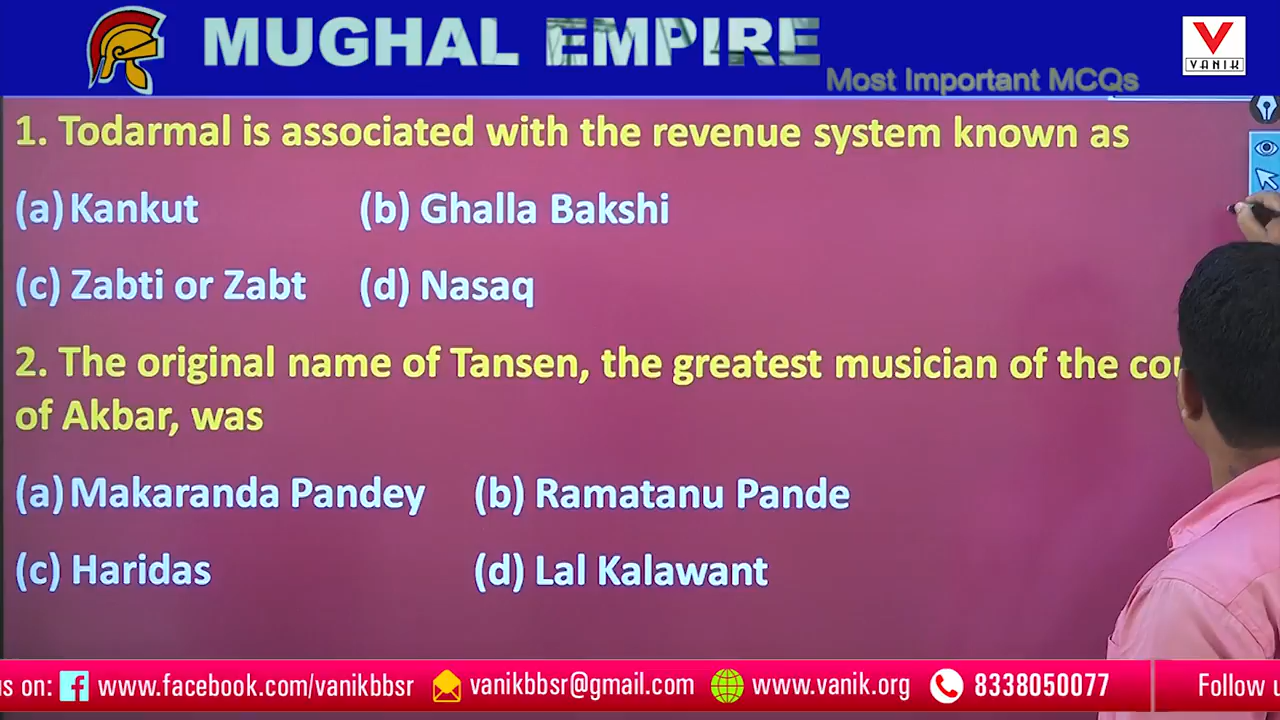 MUGHAL EMPIRE
Most Important MCQs
VANIK
1. Todarmal is associated with the revenue system known as
(a) Kankut (b) Ghalla Bakshi
(c) Zabti or Zabt (d) Nasaq
2. The original name of Tansen, the greatest musician of the
of Akbar, was
(a) Makaranda Pandey (b) Ramatanu Pande
(c) Haridas (d) Lal Kalawant
on: www.facebook.com/vanikbbsr vanikbbsr@gmail.com www.vanik.org 8338050077 Follow